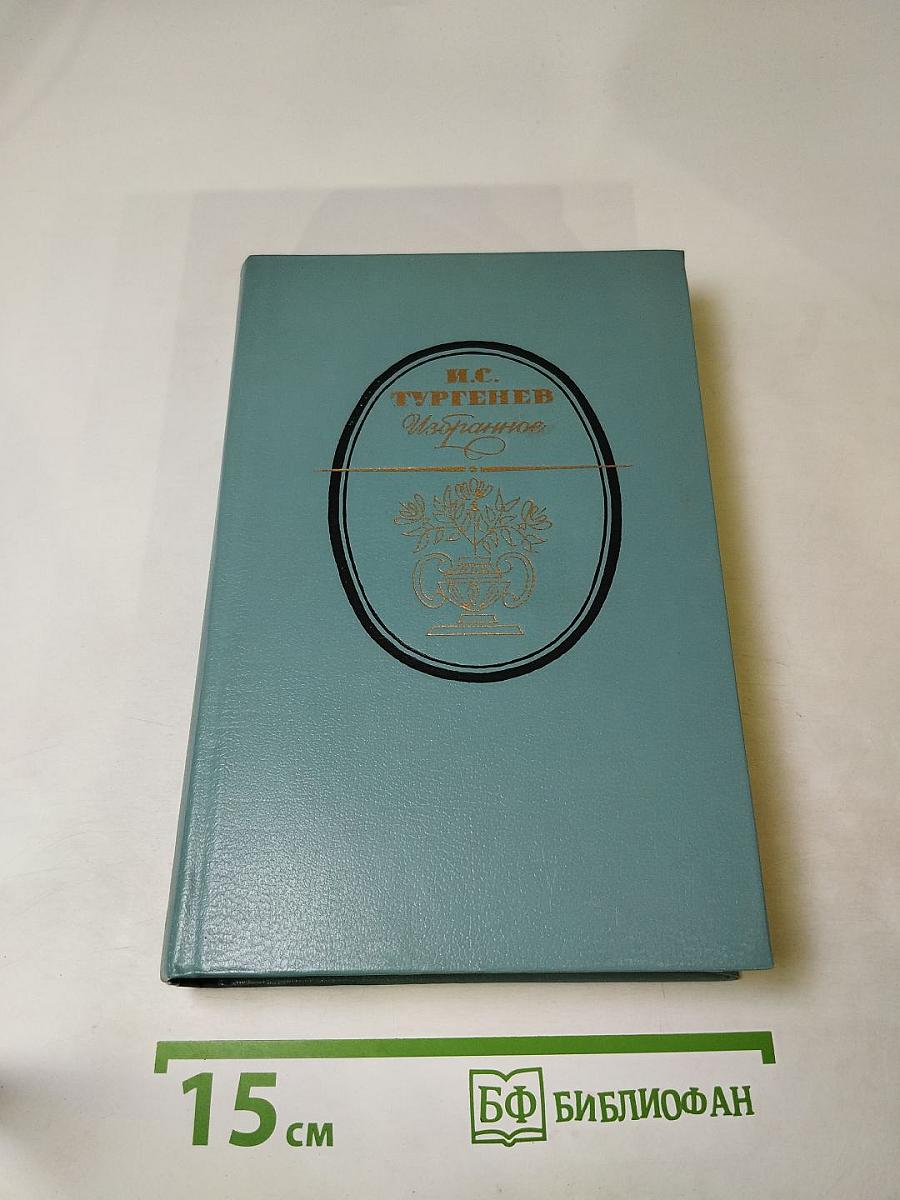 И.С.
ТУРГЕНЕВ
Избранное
15 см
БФ БИБЛИОФАН